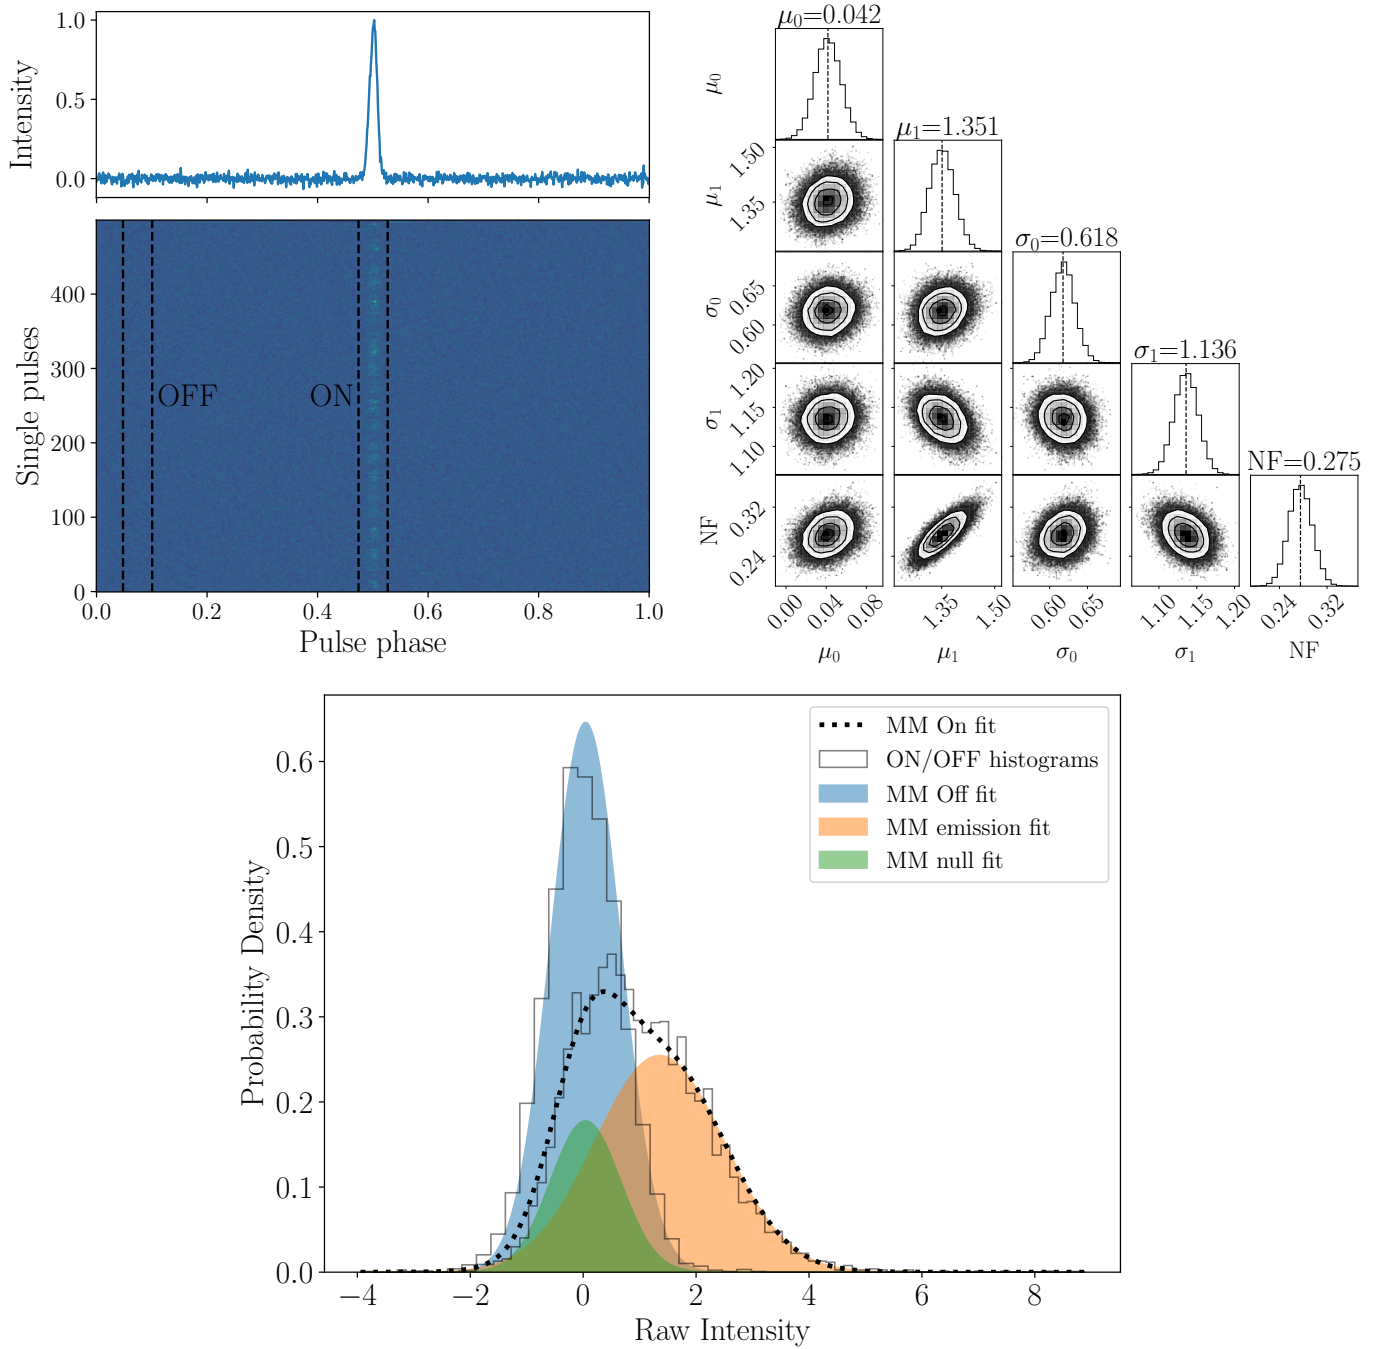 Intensity
1.0
0.5
0.0
Single pulses
400
300
200
100
0
OFF
ON
0.0 0.2 0.4 0.6 0.8 1.0
Pulse phase
μ₀=0.042
μ₁=1.351
σ₀=0.618
σ₁=1.136
NF=0.275
μ₀
μ₁
1.50
1.35
σ₀
0.65
0.60
σ₁
1.20
1.15
1.10
NF
0.32
0.24
0.00 0.04 0.08
1.35 1.50
0.60 0.65
1.10 1.15 1.20
0.24 0.32
μ₀ μ₁ σ₀ σ₁ NF
Probability Density
0.6
0.5
0.4
0.3
0.2
0.1
0.0
MM On fit
ON/OFF histograms
MM Off fit
MM emission fit
MM null fit
−4 −2 0 2 4 6 8
Raw Intensity